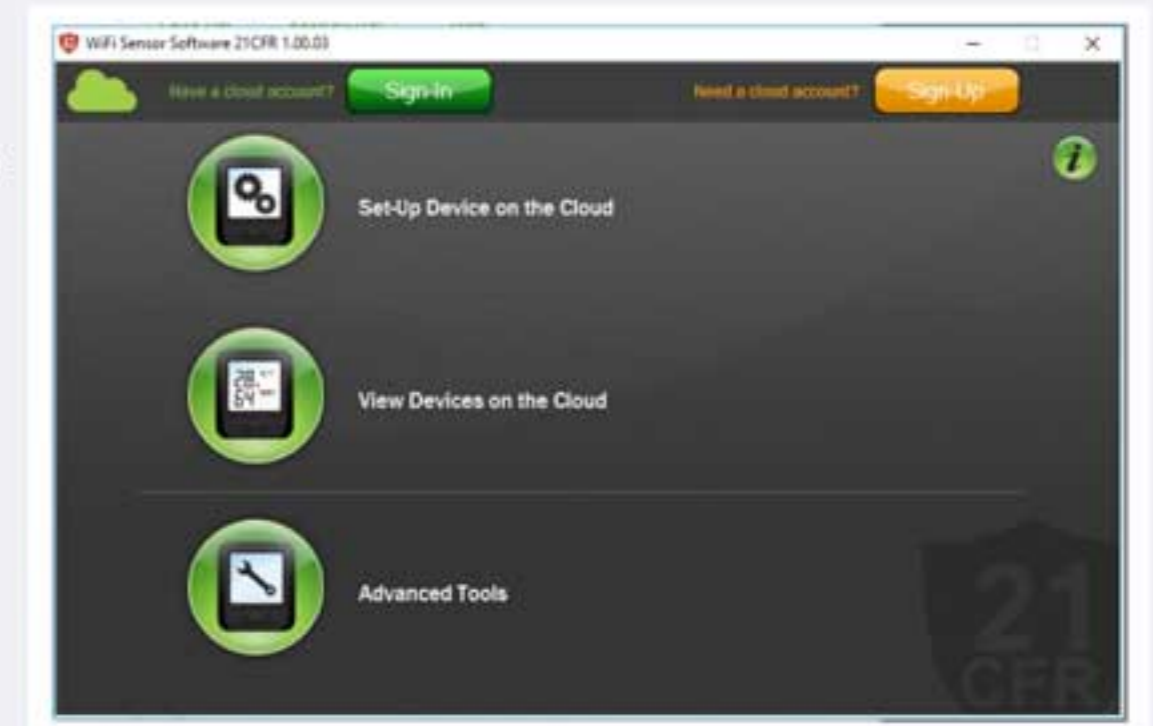 WiFi Sensor Software 21CFR 1.00.03
Have a cloud account? Sign-In Need a cloud account? Sign-Up
i
Set-Up Device on the Cloud
View Devices on the Cloud
Advanced Tools
21
CFR